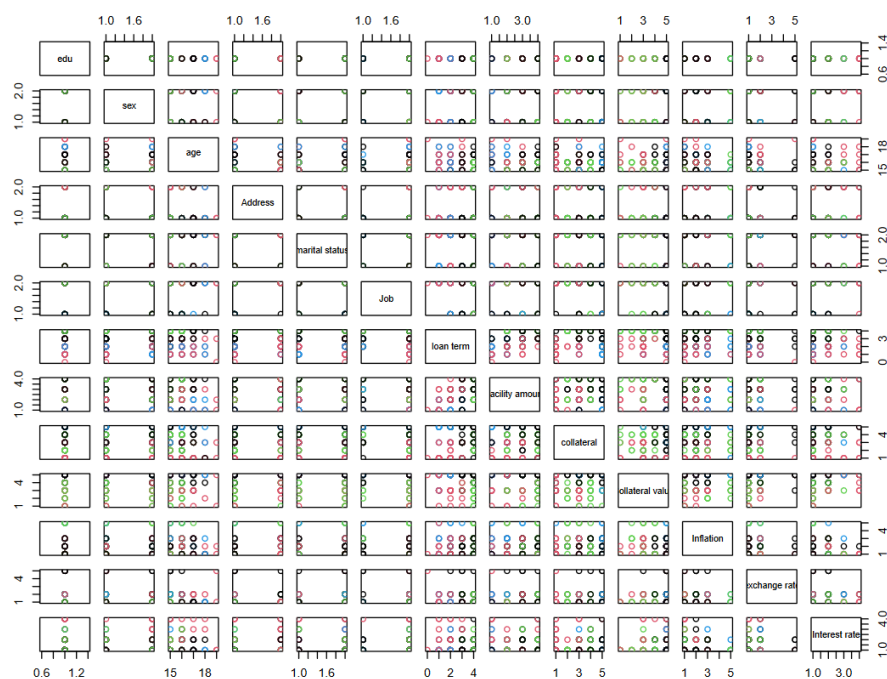 1.0 1.6 1.0 1.6 1.0 1.6 1.0 3.0 1 3 5 1 3 5
edu 0.6 1.4
1.0 2.0 sex
age 15 18
1.0 2.0 Address
marital status 1.0 2.0
1.0 2.0 Job
loan term 0 3
1.0 4.0 acility amour
collateral 1 4
1 4 ollateral valu
Inflation 1 4
1 4 exchange rat
Interest rate 1.0 4.0
0.6 1.2 15 18 1.0 1.6 0 2 4 1 3 5 1 3 5 1.0 3.0